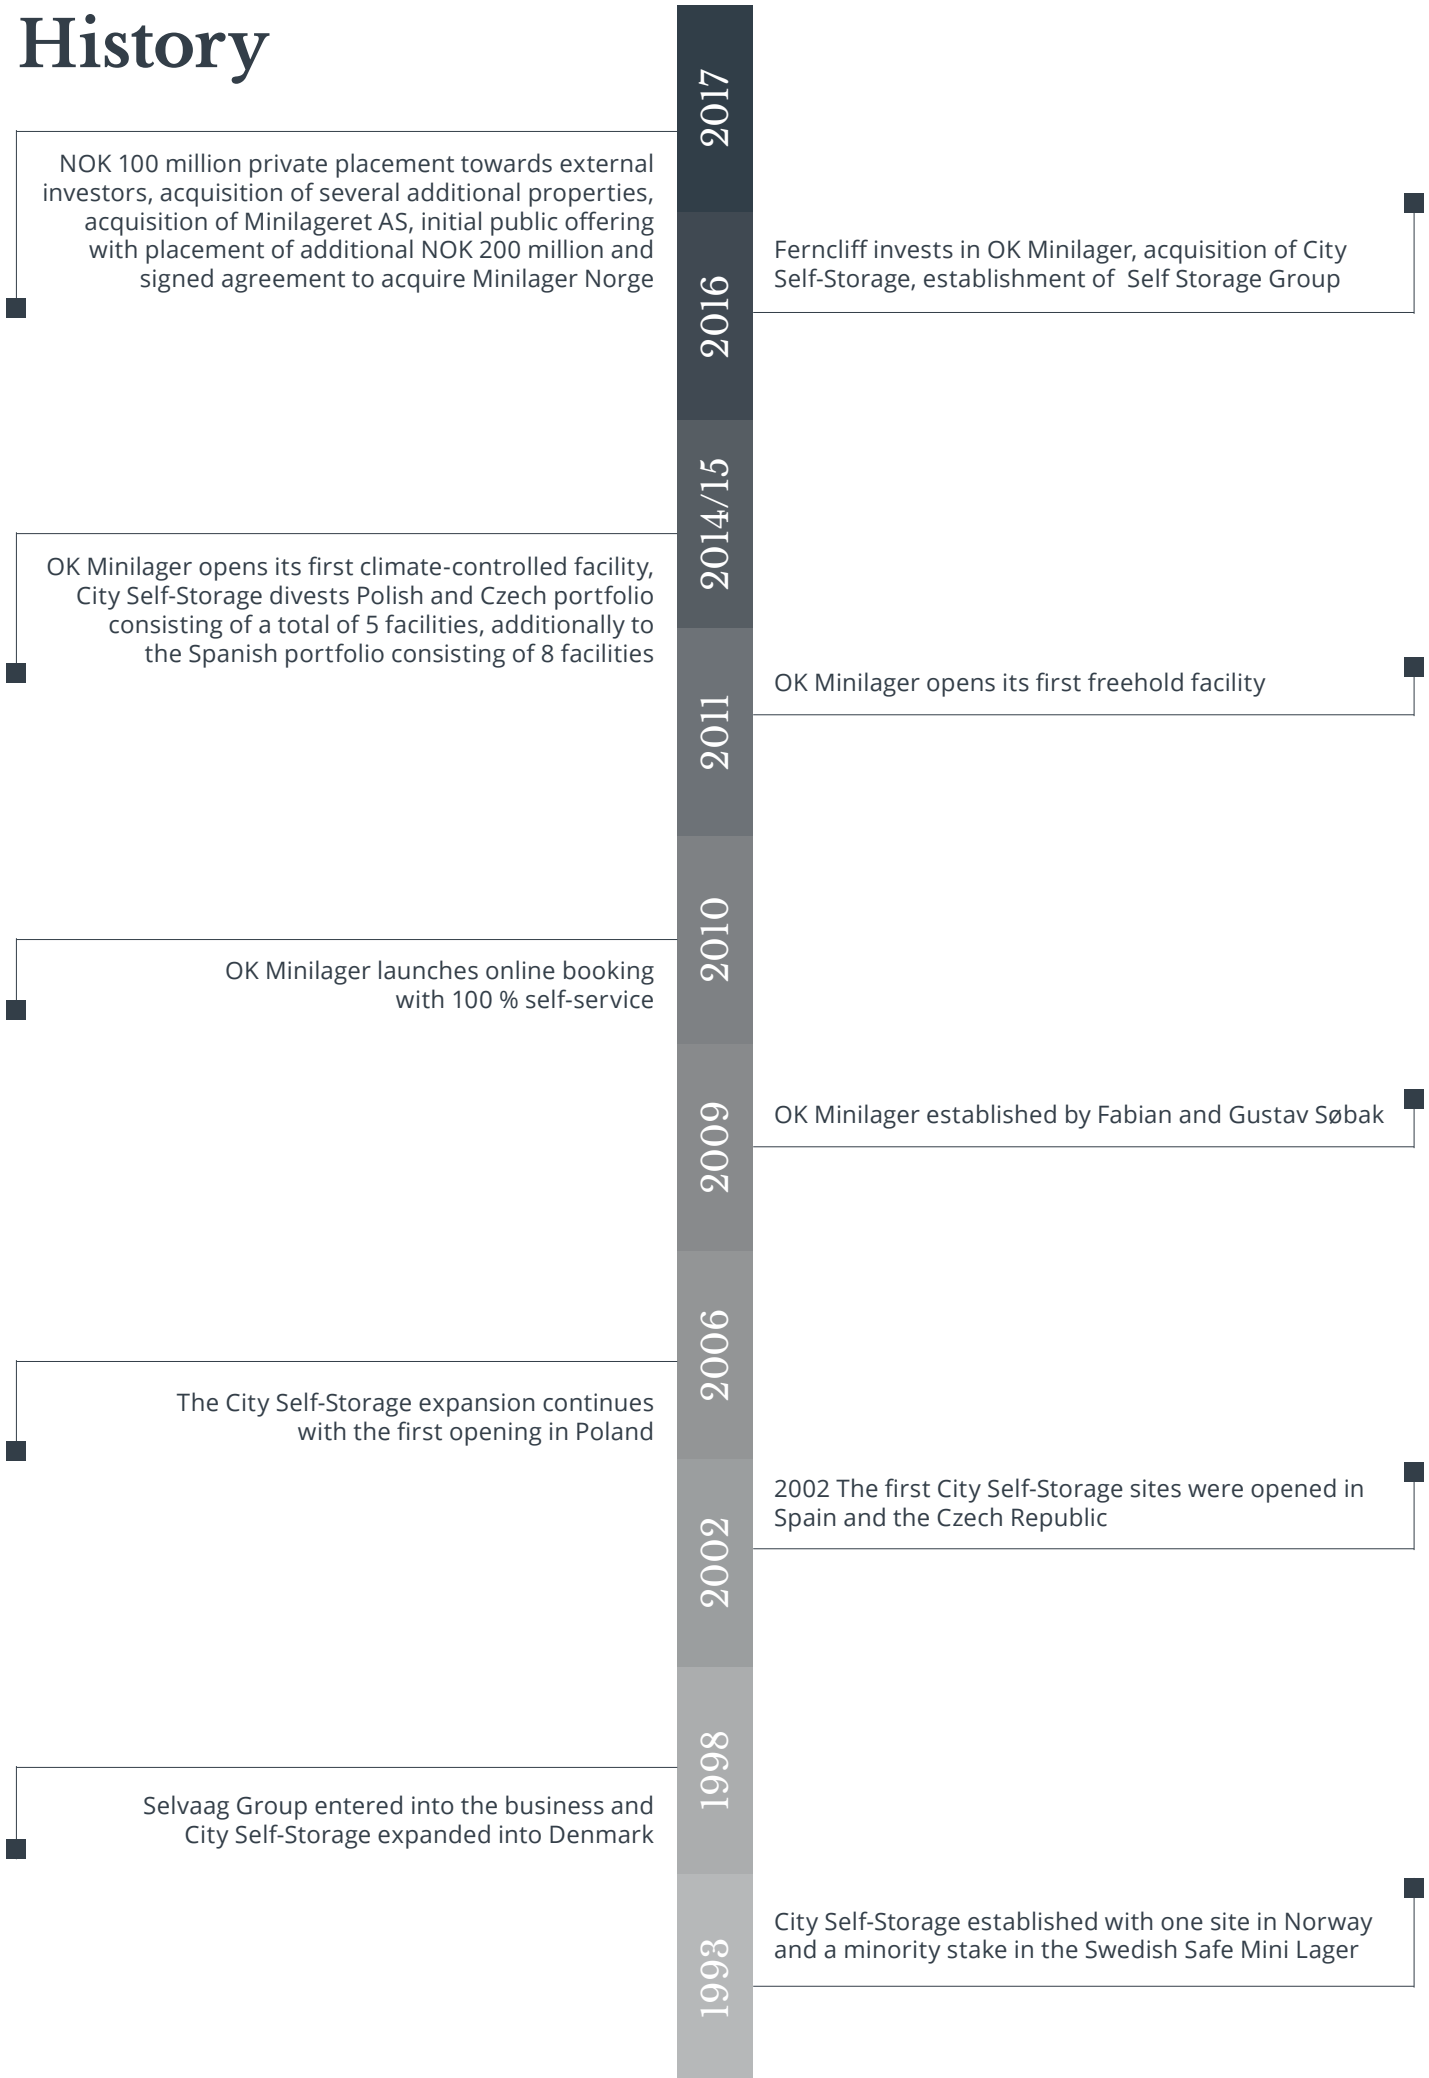 History
2017
NOK 100 million private placement towards external
investors, acquisition of several additional properties,
acquisition of Minilageret AS, initial public offering
with placement of additional NOK 200 million and
signed agreement to acquire Minilager Norge
2016
Ferncliff invests in OK Minilager, acquisition of City
Self-Storage, establishment of Self Storage Group
2014/15
OK Minilager opens its first climate-controlled facility,
City Self-Storage divests Polish and Czech portfolio
consisting of a total of 5 facilities, additionally to
the Spanish portfolio consisting of 8 facilities
2011
OK Minilager opens its first freehold facility
2010
OK Minilager launches online booking
with 100 % self-service
2009
OK Minilager established by Fabian and Gustav Søbak
2006
The City Self-Storage expansion continues
with the first opening in Poland
2002
2002 The first City Self-Storage sites were opened in
Spain and the Czech Republic
1998
Selvaag Group entered into the business and
City Self-Storage expanded into Denmark
1993
City Self-Storage established with one site in Norway
and a minority stake in the Swedish Safe Mini Lager